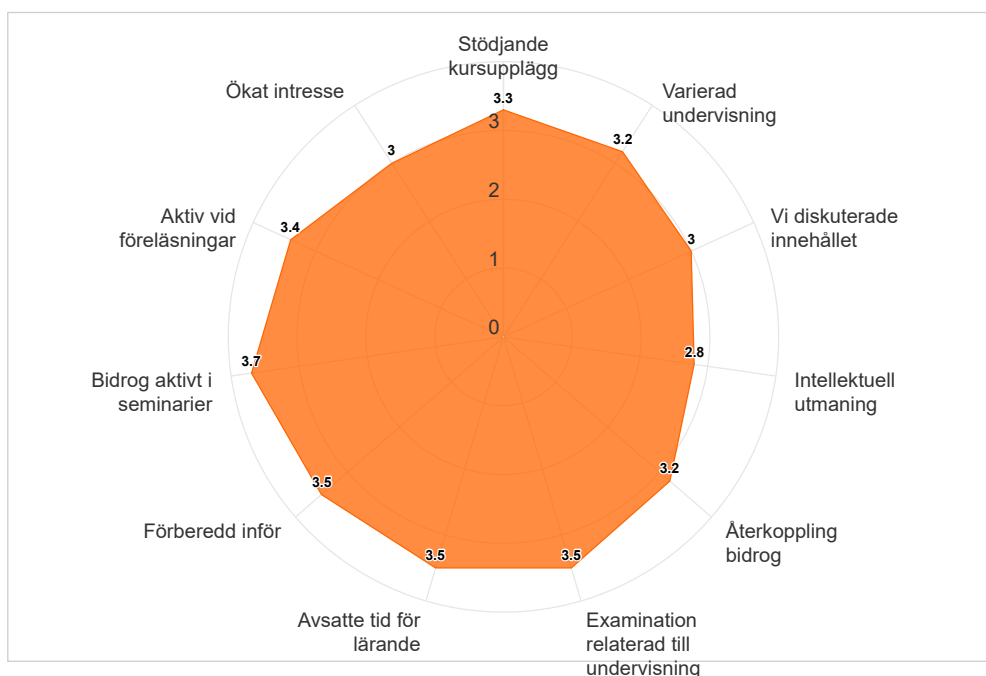 Stödjande
kursupplägg
3.3
Varierad
undervisning
3.2
Vi diskuterade
innehållet
3
Intellektuell
utmaning
2.8
Återkoppling
bidrog
3.2
Examination
relaterad till
undervisning
3.5
Avsatte tid för
lärande
3.5
Förberedd inför
3.5
Bidrog aktivt i
seminarier
3.7
Aktiv vid
föreläsningar
3.4
Ökat intresse
3
3
2
1
0